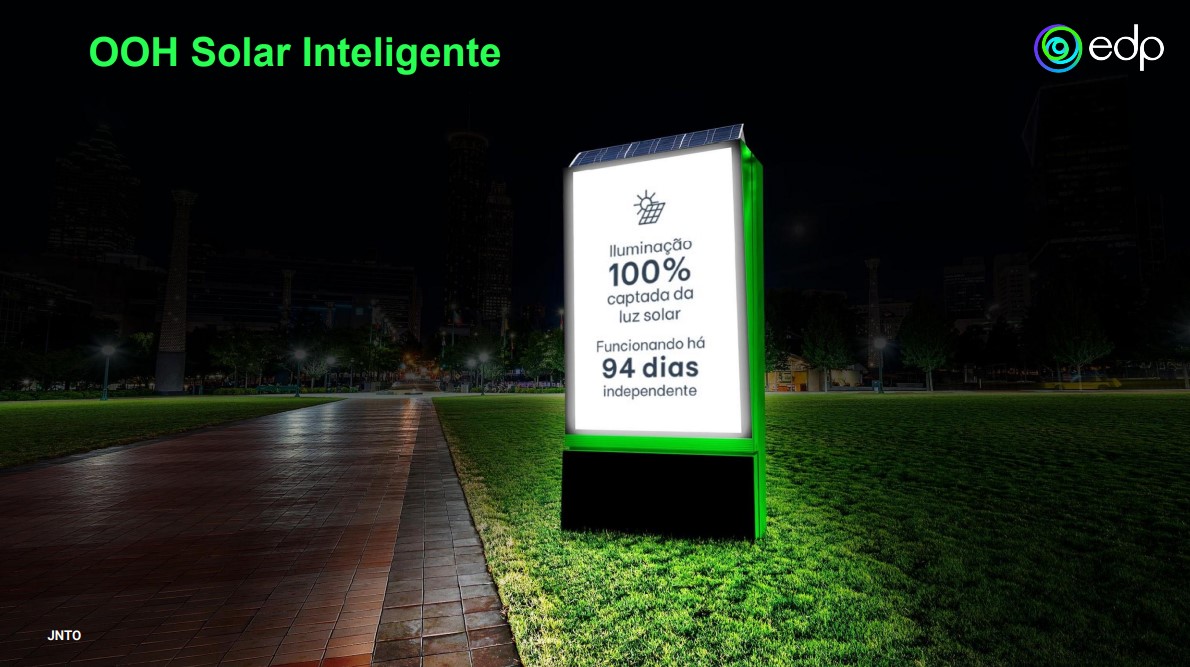 OOH Solar Inteligente
edp
Iluminação
100%
captada da
luz solar
Funcionando há
94 dias
independente
JNTO